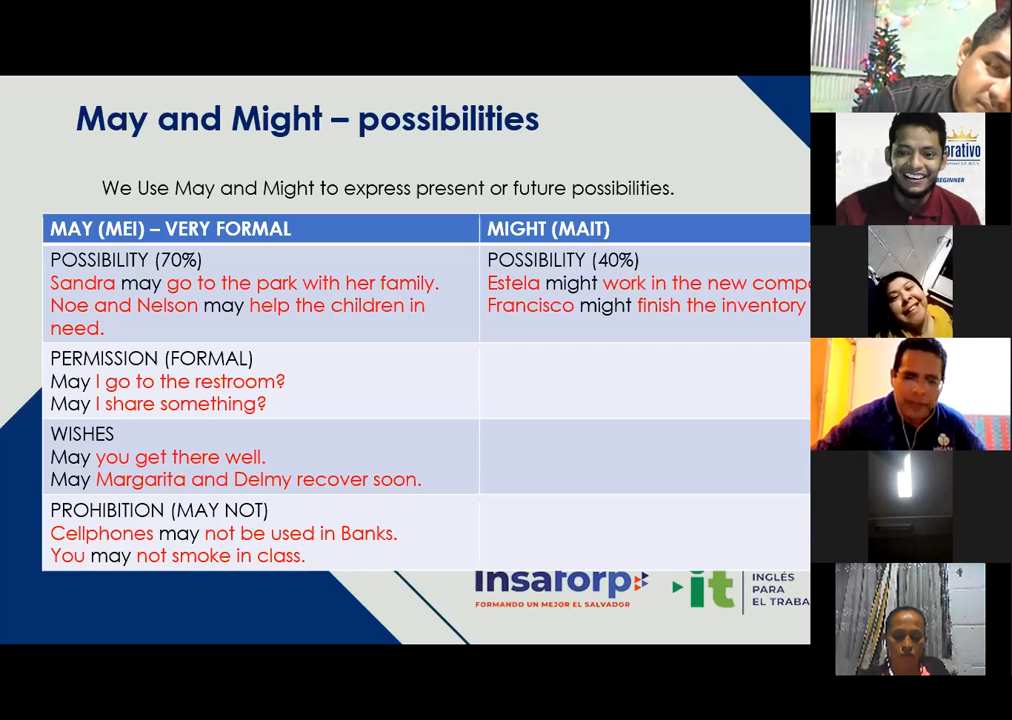 May and Might – possibilities
We Use May and Might to express present or future possibilities.
MAY (MEI) – VERY FORMAL
MIGHT (MAIT)
POSSIBILITY (70%)
Sandra may go to the park with her family.
Noe and Nelson may help the children in
need.
POSSIBILITY (40%)
Estela might work in the new compa
Francisco might finish the inventory
PERMISSION (FORMAL)
May I go to the restroom?
May I share something?
WISHES
May you get there well.
May Margarita and Delmy recover soon.
PROHIBITION (MAY NOT)
Cellphones may not be used in Banks.
You may not smoke in class.
Insaforp
FORMANDO UN MEJOR EL SALVADOR
it
INGLÉS
PARA
EL TRABA
orativo
BEGINNER